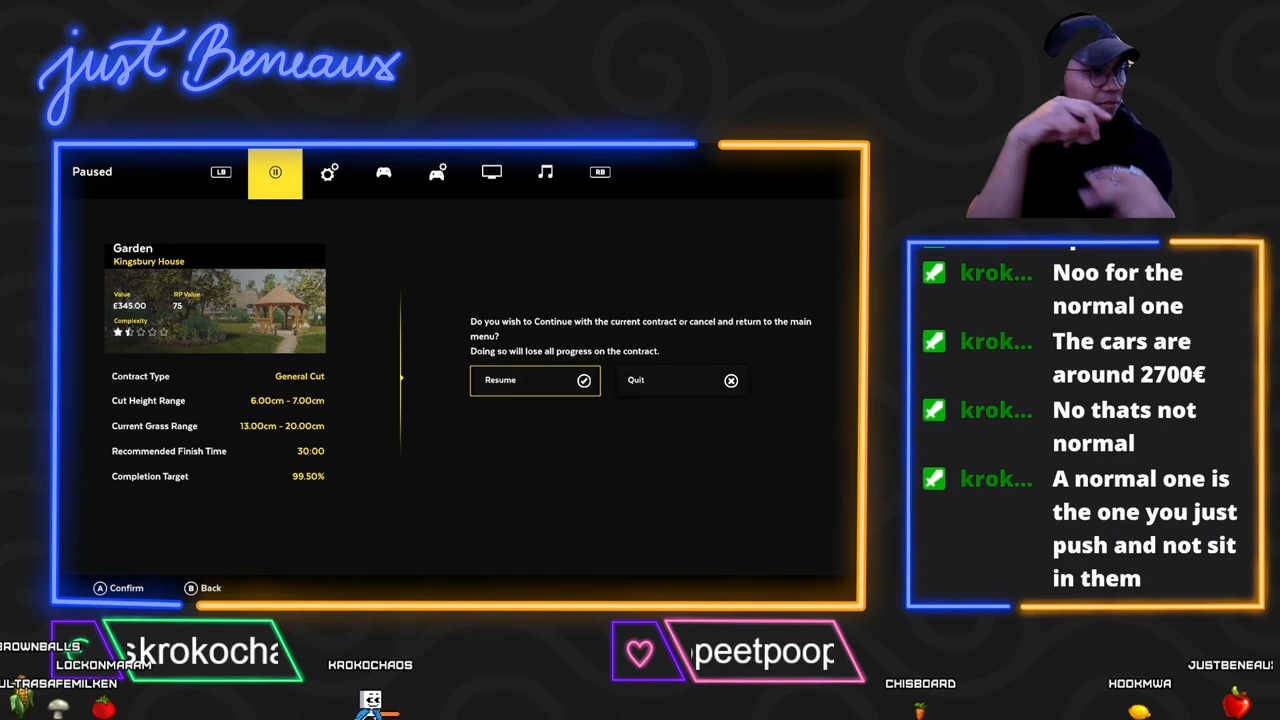 just Beneaux
Paused
LB
RB
Garden
Kingsbury House
Value
RP Value
£345.00
75
Complexity
Contract Type
General Cut
Cut Height Range
6.00cm - 7.00cm
Current Grass Range
13.00cm - 20.00cm
Recommended Finish Time
30:00
Completion Target
99.50%
Do you wish to Continue with the current contract or cancel and return to the main
menu?
Doing so will lose all progress on the contract.
Resume
Quit
A Confirm
B Back
krok... Noo for the
normal one
krok... The cars are
around 2700€
krok... No thats not
normal
krok... A normal one is
the one you just
push and not sit
in them
skrokocha
peetpoop
BROWNBALLS
LOCKONMARAM
ULTRASAFEMILKEN
KROKOCHAOS
CHISBOARD
HOOKMWA
JUSTBENEAU